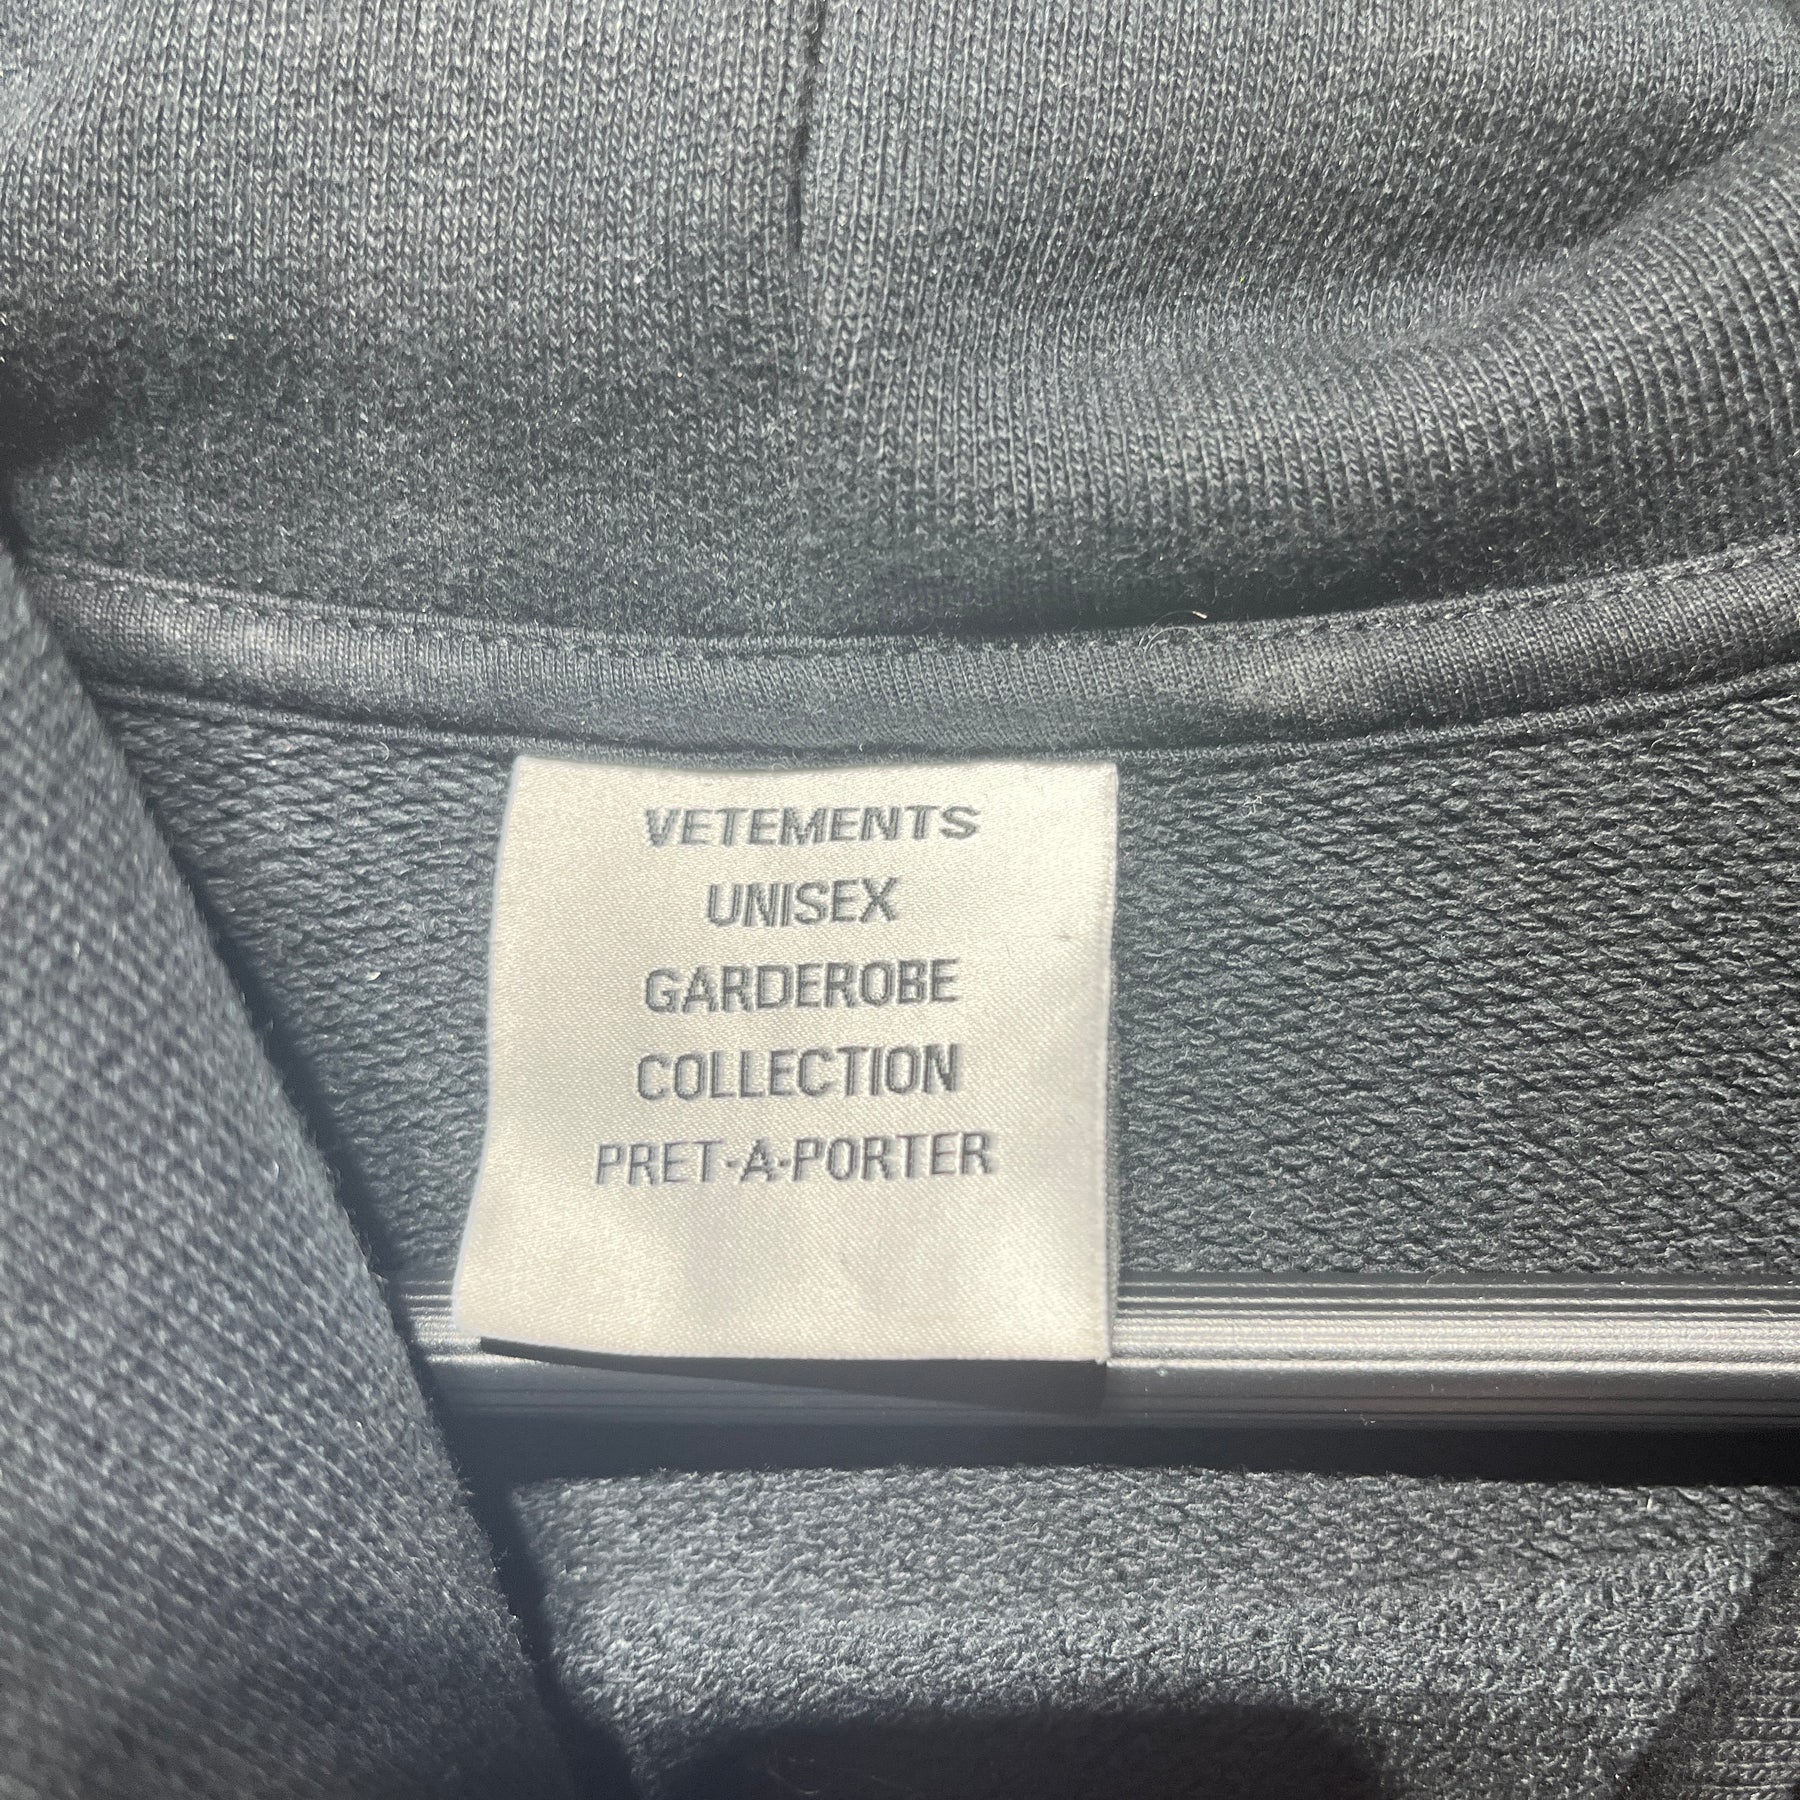 VETEMENTS
UNISEX
GARDEROBE
COLLECTION
PRET-A-PORTER